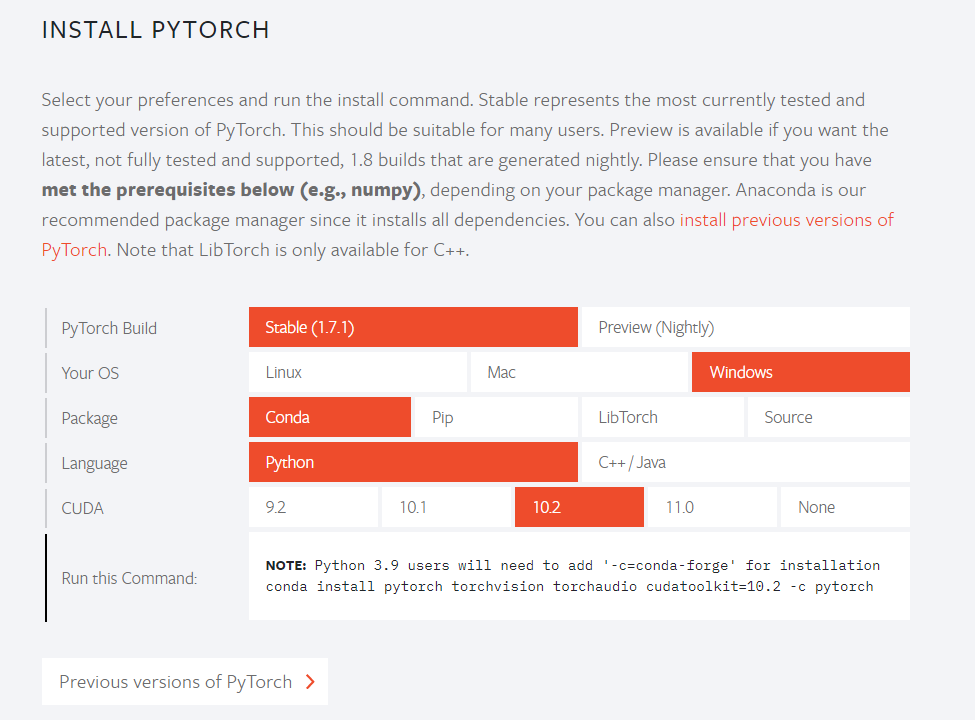 INSTALL PYTORCH
Select your preferences and run the install command. Stable represents the most currently tested and
supported version of PyTorch. This should be suitable for many users. Preview is available if you want the
latest, not fully tested and supported, 1.8 builds that are generated nightly. Please ensure that you have
met the prerequisites below (e.g., numpy), depending on your package manager. Anaconda is our
recommended package manager since it installs all dependencies. You can also install previous versions of
PyTorch. Note that LibTorch is only available for C++.
PyTorch Build Stable (1.7.1) Preview (Nightly)
Your OS Linux Mac Windows
Package Conda Pip LibTorch Source
Language Python C++ / Java
CUDA 9.2 10.1 10.2 11.0 None
NOTE: Python 3.9 users will need to add '-c=conda-forge' for installation
Run this Command:
conda install pytorch torchvision torchaudio cudatoolkit=10.2 -c pytorch
Previous versions of PyTorch